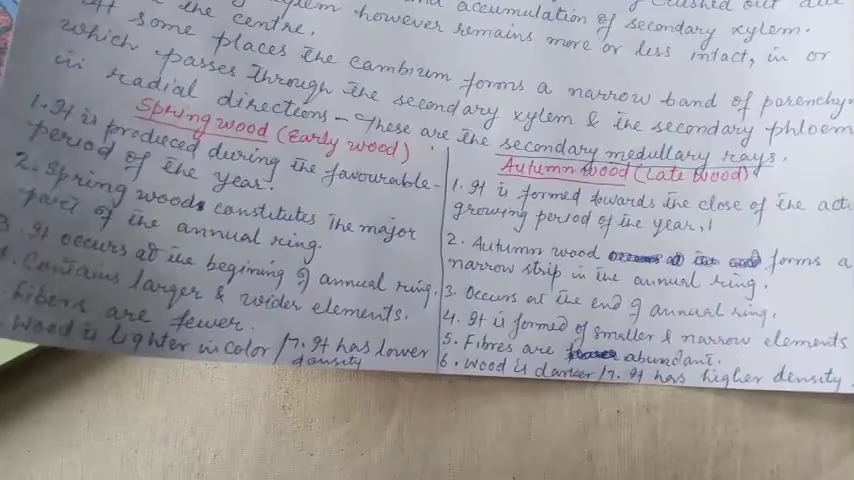 crushed out due
and accumulation of secondary xylem.
the centre. xylem however remains more or less intact, in or
At some places the cambium forms a narrow band of parenchy-
which passes through the secondary xylem & the secondary phloem
in radial directions - These are the secondary medullary rays.
Spring wood (Early wood)
1. It is produced during the favourable-
period of the year.
2. Spring woods constitutes the major
part of the annual ring.
3. It occurs at the begining of annual ring.
4. Contains larger & wider elements.
Fibers are fewer.
Wood is lighter in color /7. It has lower
density
Autumn wood (Late wood)
1. It is formed towards the close of the acti
growing period of the year.
2. Autumn wood forms a
narrow strip in the annual ring.
3. Occurs at the end of annual ring.
4. It is formed of smaller & narrow elements
5. Fibres are abundant.
6. Wood is darker /7. It has higher density.